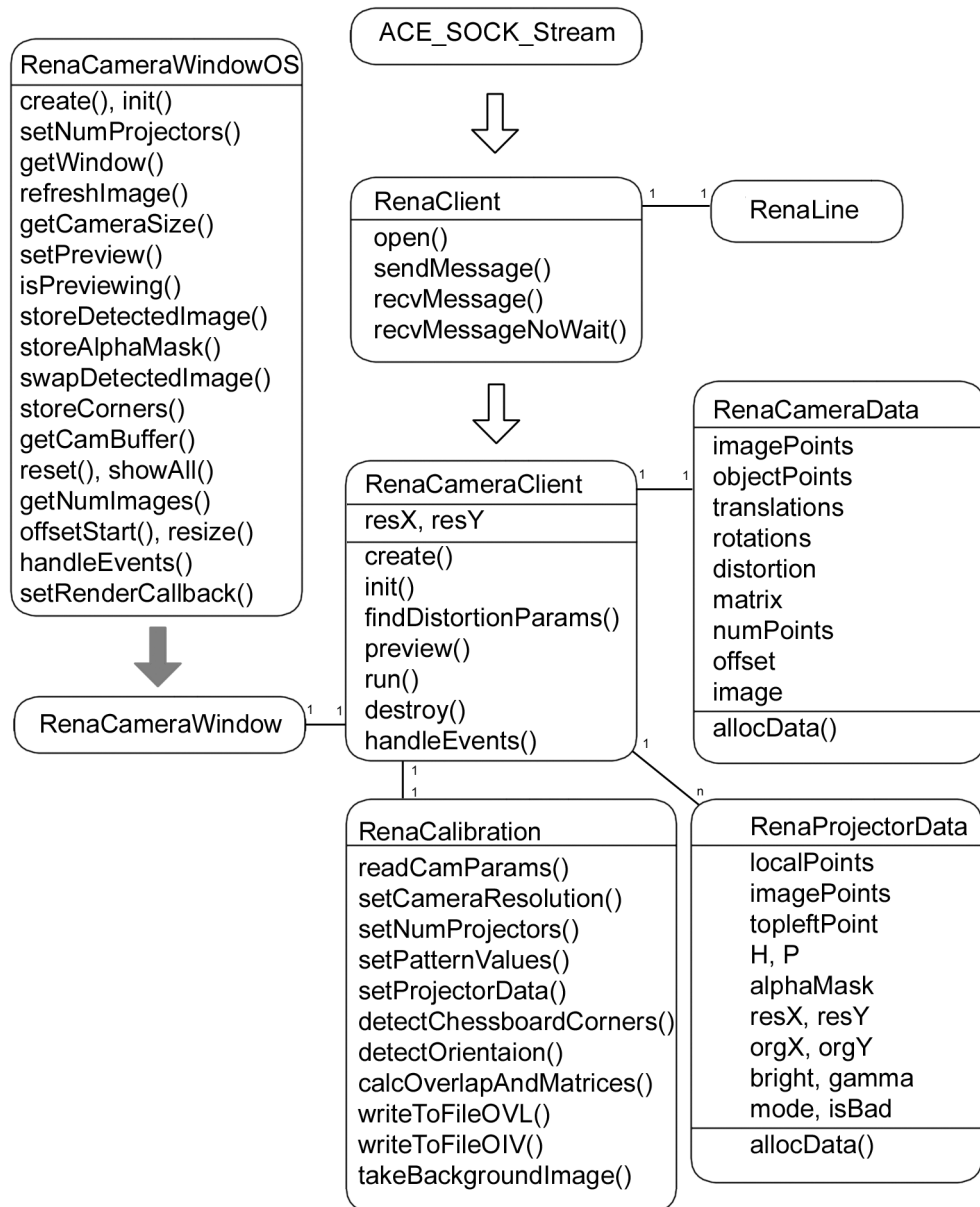 ACE_SOCK_Stream
RenaCameraWindowOS
create(), init()
setNumProjectors()
getWindow()
refreshImage()
getCameraSize()
setPreview()
isPreviewing()
storeDetectedImage()
storeAlphaMask()
swapDetectedImage()
storeCorners()
getCamBuffer()
reset(), showAll()
getNumImages()
offsetStart(), resize()
handleEvents()
setRenderCallback()
RenaClient
open()
sendMessage()
recvMessage()
recvMessageNoWait()
1 1
RenaLine
RenaCameraWindow
1 1
RenaCameraClient
resX, resY
create()
init()
findDistortionParams()
preview()
run()
destroy()
handleEvents()
1 1
RenaCameraData
imagePoints
objectPoints
translations
rotations
distortion
matrix
numPoints
offset
image
allocData()
1
1
RenaCalibration
readCamParams()
setCameraResolution()
setNumProjectors()
setPatternValues()
setProjectorData()
detectChessboardCorners()
detectOrientaion()
calcOverlapAndMatrices()
writeToFileOVL()
writeToFileOIV()
takeBackgroundImage()
1
n
RenaProjectorData
localPoints
imagePoints
topleftPoint
H, P
alphaMask
resX, resY
orgX, orgY
bright, gamma
mode, isBad
allocData()